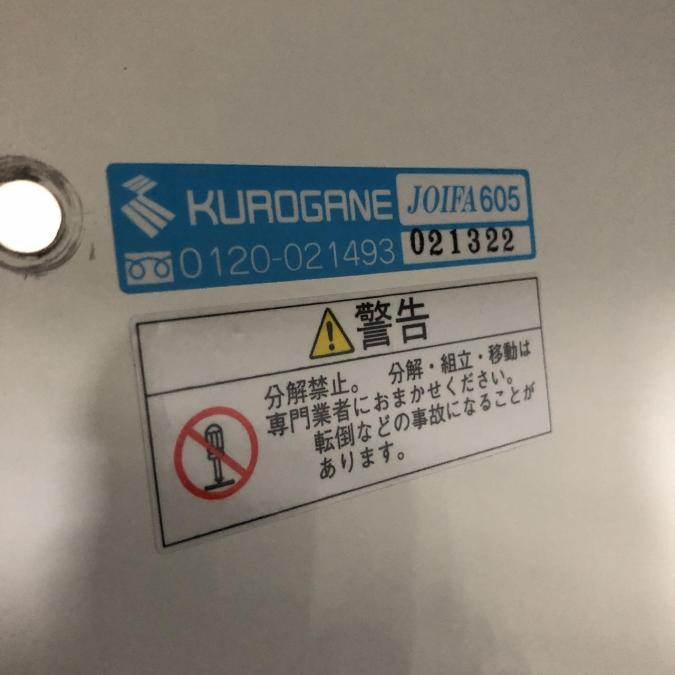 KUROGANE JOIFA605
0120-021493 021322
警告
分解禁止。 分解・組立・移動は
専門業者におまかせください。
転倒などの事故になることが
あります。